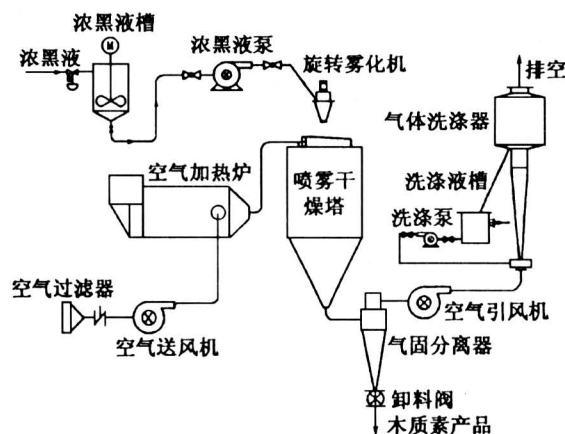 浓黑液槽
M
浓黑液
浓黑液泵
旋转雾化机
排空
气体洗涤器
空气加热炉
喷雾干
燥塔
洗涤液槽
洗涤泵
空气过滤器
空气送风机
空气引风机
气固分离器
卸料阀
木质素产品